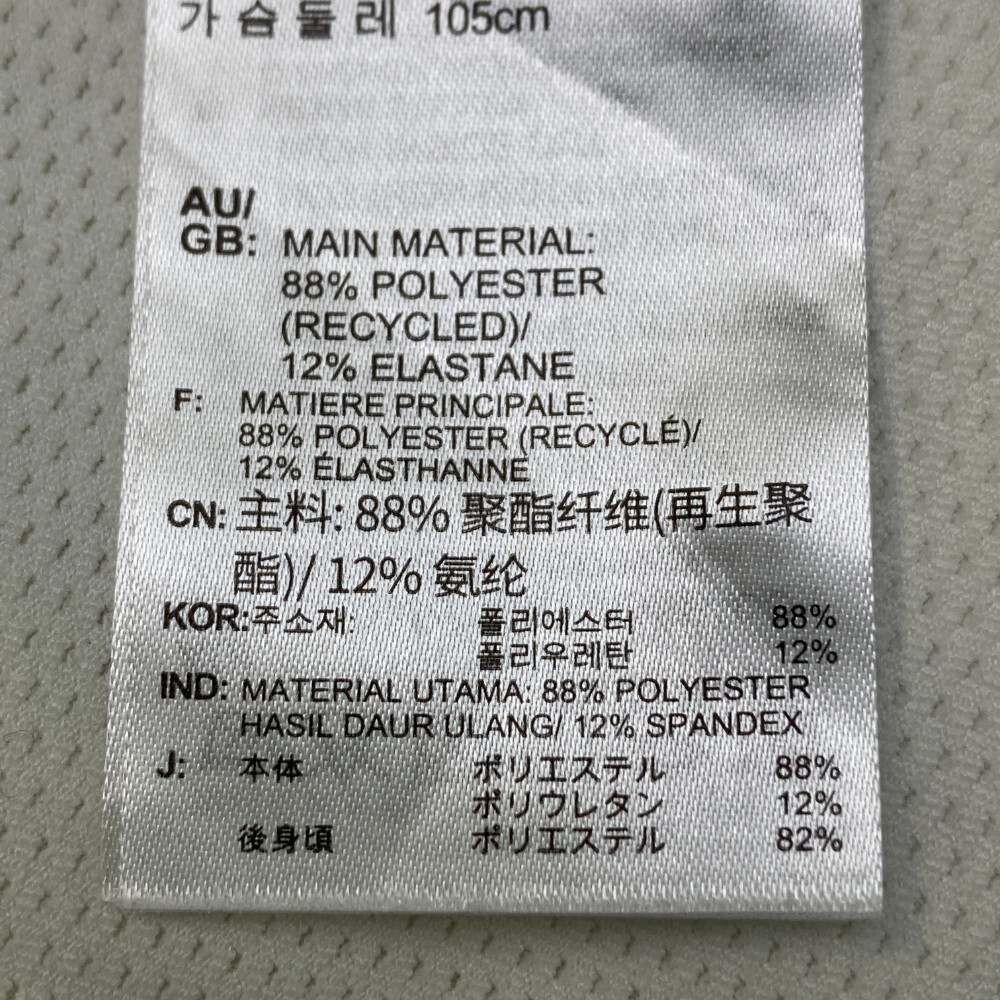 가슴둘레 105cm
AU/
GB: MAIN MATERIAL:
88% POLYESTER
(RECYCLED)/
12% ELASTANE
F: MATIERE PRINCIPALE:
88% POLYESTER (RECYCLÉ)/
12% ÉLASTHANNE
CN: 主料: 88% 聚酯纤维(再生聚
酯)/ 12% 氨纶
KOR:주소재: 폴리에스터 88%
폴리우레탄 12%
IND: MATERIAL UTAMA: 88% POLYESTER
HASIL DAUR ULANG/ 12% SPANDEX
J: 本体 ポリエステル 88%
ポリウレタン 12%
後身頃 ポリエステル 82%